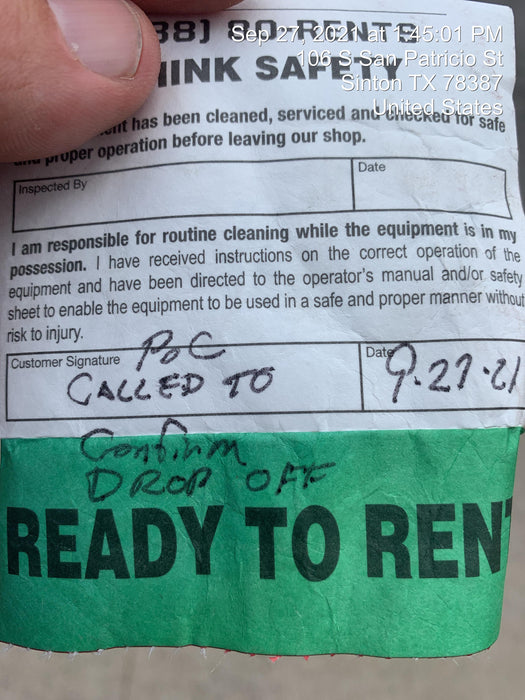 Sep 27, 2021 at 1:45:01 PM
106 S San Patricio St
Sinton TX 78387
United States
88) 80-RENTS
HINK SAFETY
has been cleaned, serviced and checked for safe
and proper operation before leaving our shop.
Inspected By
Date
I am responsible for routine cleaning while the equipment is in my
possession. I have received instructions on the correct operation of the
equipment and have been directed to the operator's manual and/or safety
sheet to enable the equipment to be used in a safe and proper manner without
risk to injury.
Customer Signature POC
CALLED TO
Date 9.27.21
Confirm
DROP OFF
READY TO REN